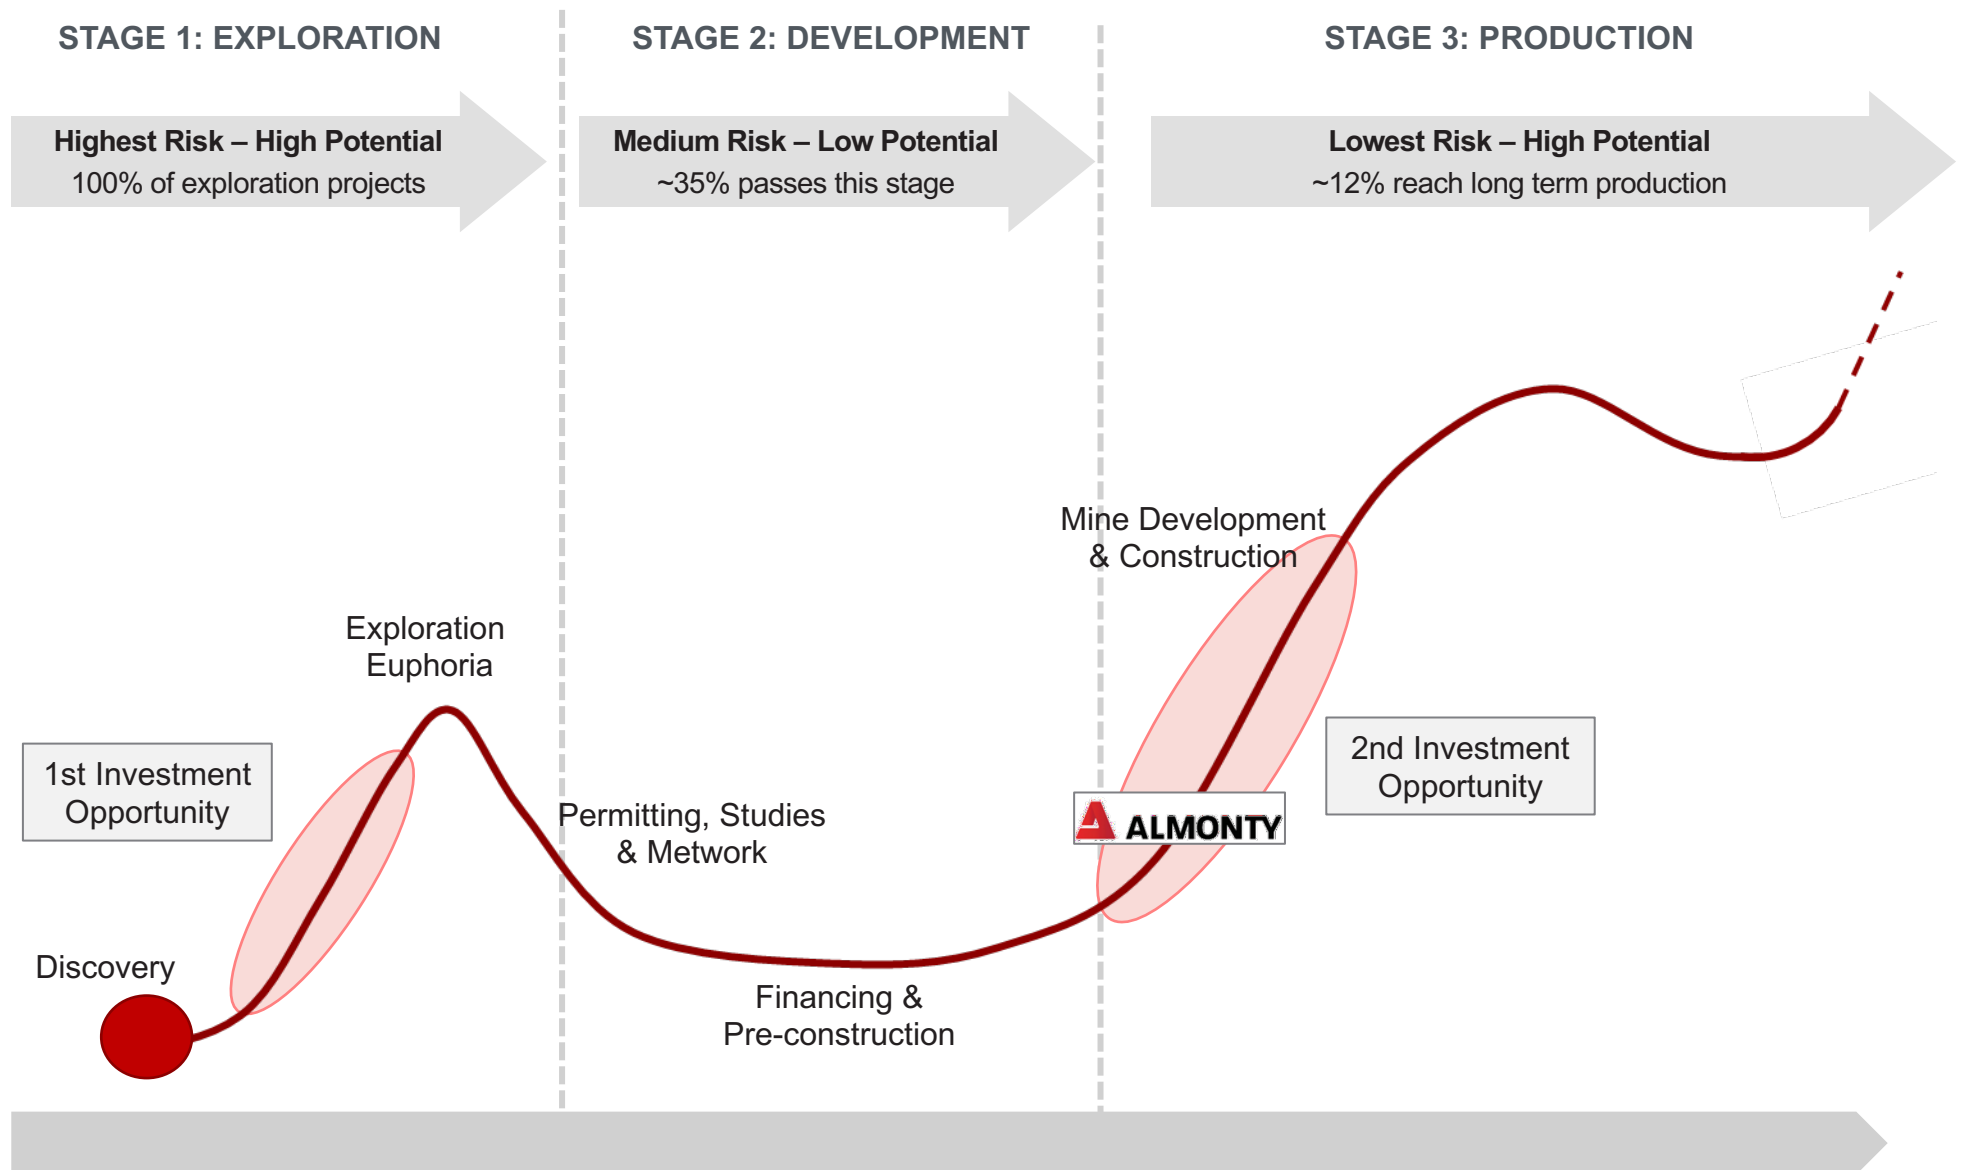 STAGE 1: EXPLORATION
STAGE 2: DEVELOPMENT
STAGE 3: PRODUCTION
Highest Risk – High Potential
100% of exploration projects
Medium Risk – Low Potential
~35% passes this stage
Lowest Risk – High Potential
~12% reach long term production
Mine Development
& Construction
Exploration
Euphoria
1st Investment
Opportunity
2nd Investment
Opportunity
Permitting, Studies
& Metwork
ALMONTY
Discovery
Financing &
Pre-construction